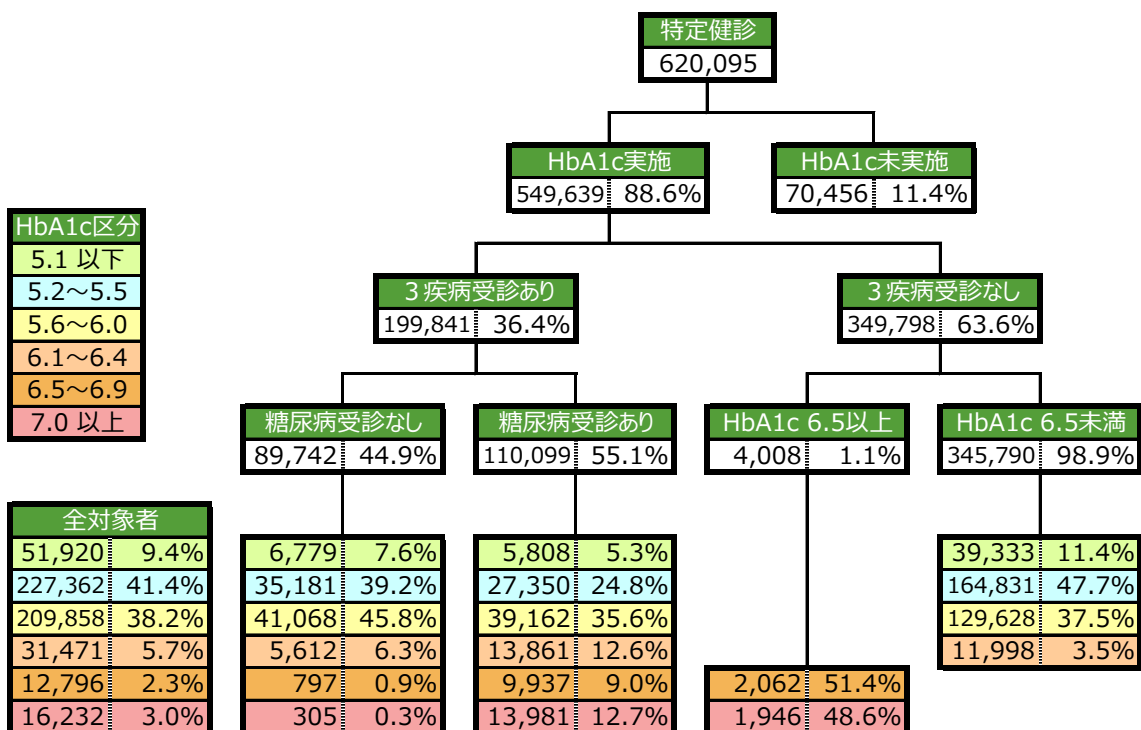 特定健診
620,095
HbA1c実施
549,639 88.6%
HbA1c未実施
70,456 11.4%
HbA1c区分
5.1 以下
5.2～5.5
5.6～6.0
6.1～6.4
6.5～6.9
7.0 以上
３疾病受診あり
199,841 36.4%
３疾病受診なし
349,798 63.6%
糖尿病受診なし
89,742 44.9%
糖尿病受診あり
110,099 55.1%
HbA1c 6.5以上
4,008 1.1%
HbA1c 6.5未満
345,790 98.9%
全対象者
51,920 9.4%
227,362 41.4%
209,858 38.2%
31,471 5.7%
12,796 2.3%
16,232 3.0%
6,779 7.6%
35,181 39.2%
41,068 45.8%
5,612 6.3%
797 0.9%
305 0.3%
5,808 5.3%
27,350 24.8%
39,162 35.6%
13,861 12.6%
9,937 9.0%
13,981 12.7%
2,062 51.4%
1,946 48.6%
39,333 11.4%
164,831 47.7%
129,628 37.5%
11,998 3.5%